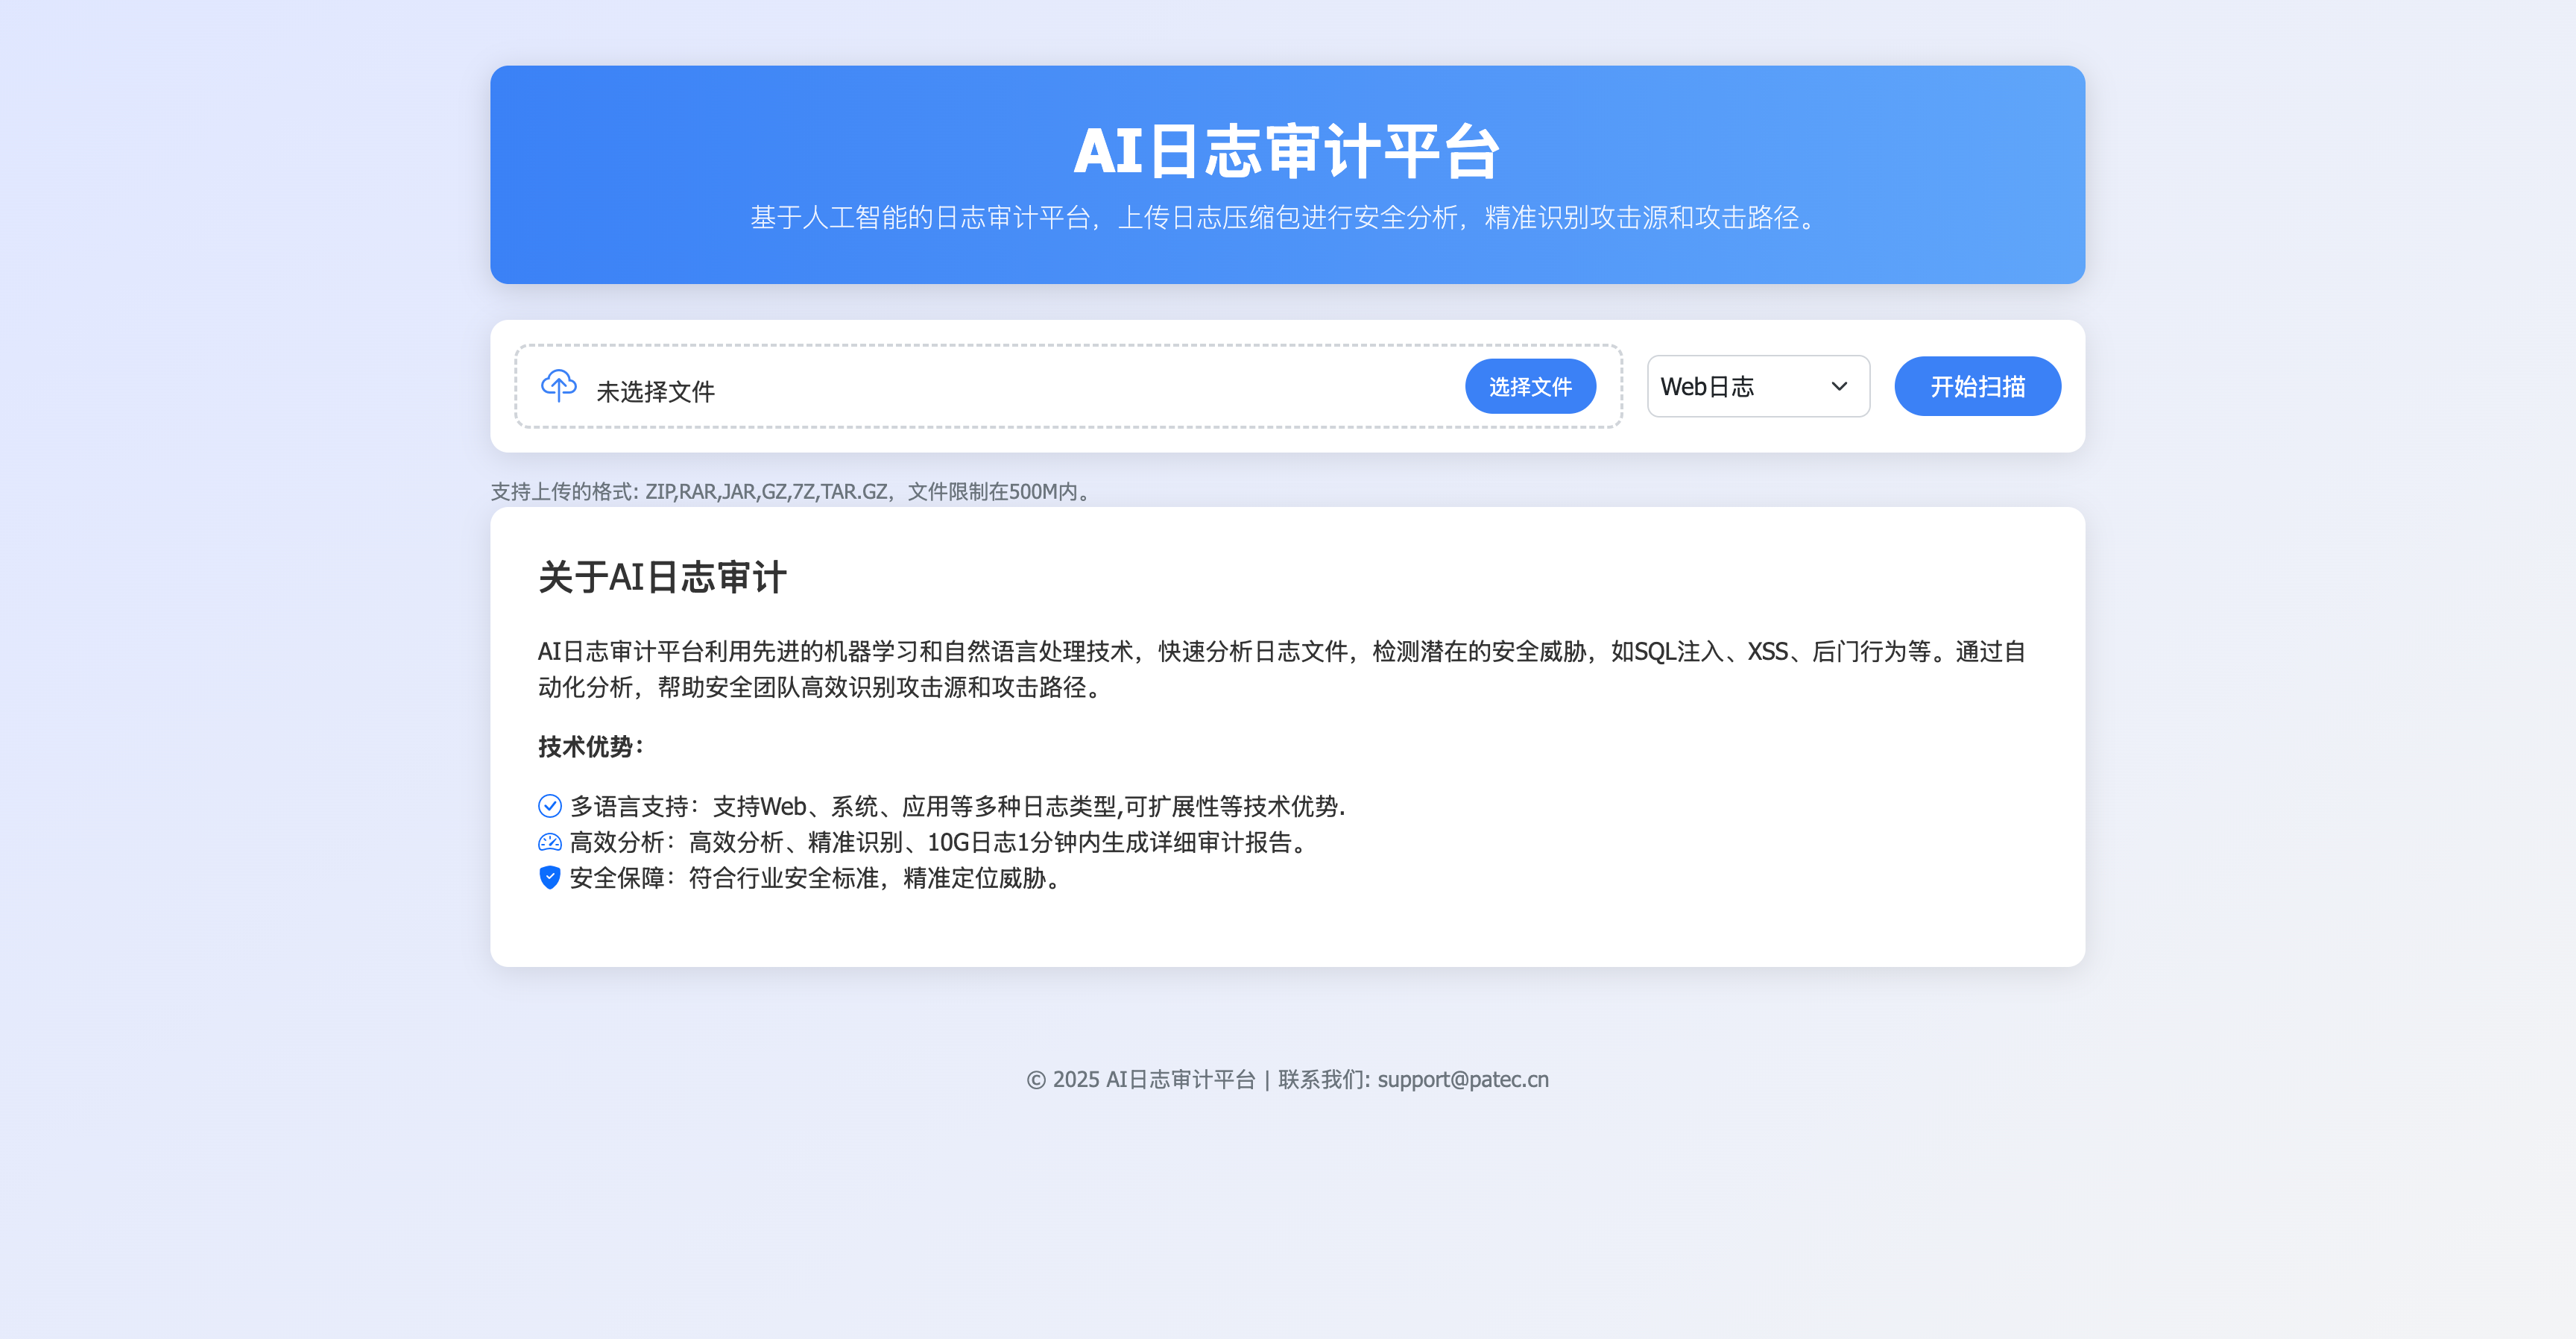 AI日志审计平台
基于人工智能的日志审计平台，上传日志压缩包进行安全分析，精准识别攻击源和攻击路径。
未选择文件
选择文件
Web日志
开始扫描
支持上传的格式: ZIP,RAR,JAR,GZ,7Z,TAR.GZ，文件限制在500M内。
关于AI日志审计
AI日志审计平台利用先进的机器学习和自然语言处理技术，快速分析日志文件，检测潜在的安全威胁，如SQL注入、XSS、后门行为等。通过自
动化分析，帮助安全团队高效识别攻击源和攻击路径。
技术优势：
多语言支持：支持Web、系统、应用等多种日志类型,可扩展性等技术优势.
高效分析：高效分析、精准识别、10G日志1分钟内生成详细审计报告。
安全保障：符合行业安全标准，精准定位威胁。
© 2025 AI日志审计平台 | 联系我们: support@patec.cn